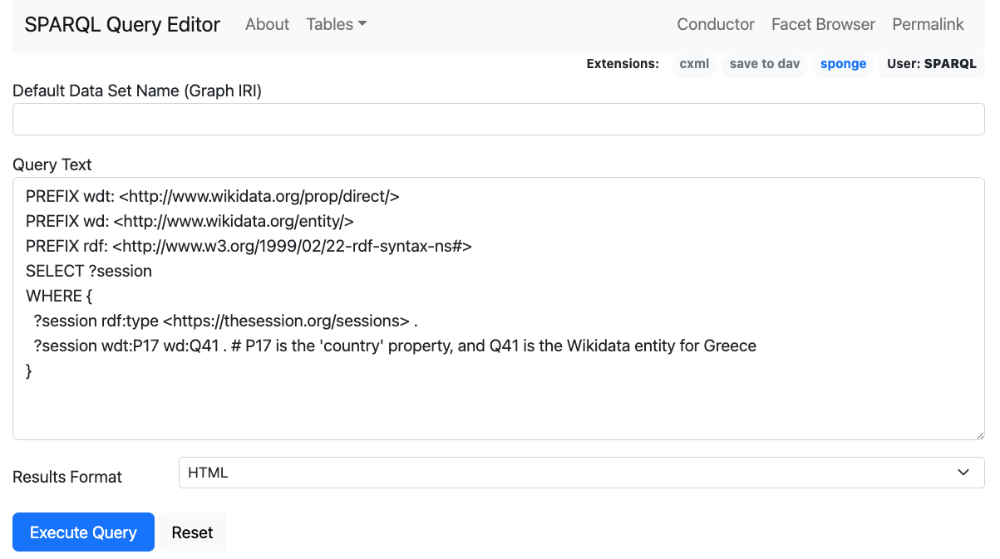 SPARQL Query Editor About Tables Conductor Facet Browser Permalink
Extensions: cxml save to dav sponge User: SPARQL
Default Data Set Name (Graph IRI)
Query Text
PREFIX wdt: <http://www.wikidata.org/prop/direct/>
PREFIX wd: <http://www.wikidata.org/entity/>
PREFIX rdf: <http://www.w3.org/1999/02/22-rdf-syntax-ns#>
SELECT ?session
WHERE {
?session rdf:type <https://thesession.org/sessions> .
?session wdt:P17 wd:Q41 . # P17 is the 'country' property, and Q41 is the Wikidata entity for Greece
}
Results Format HTML
Execute Query Reset